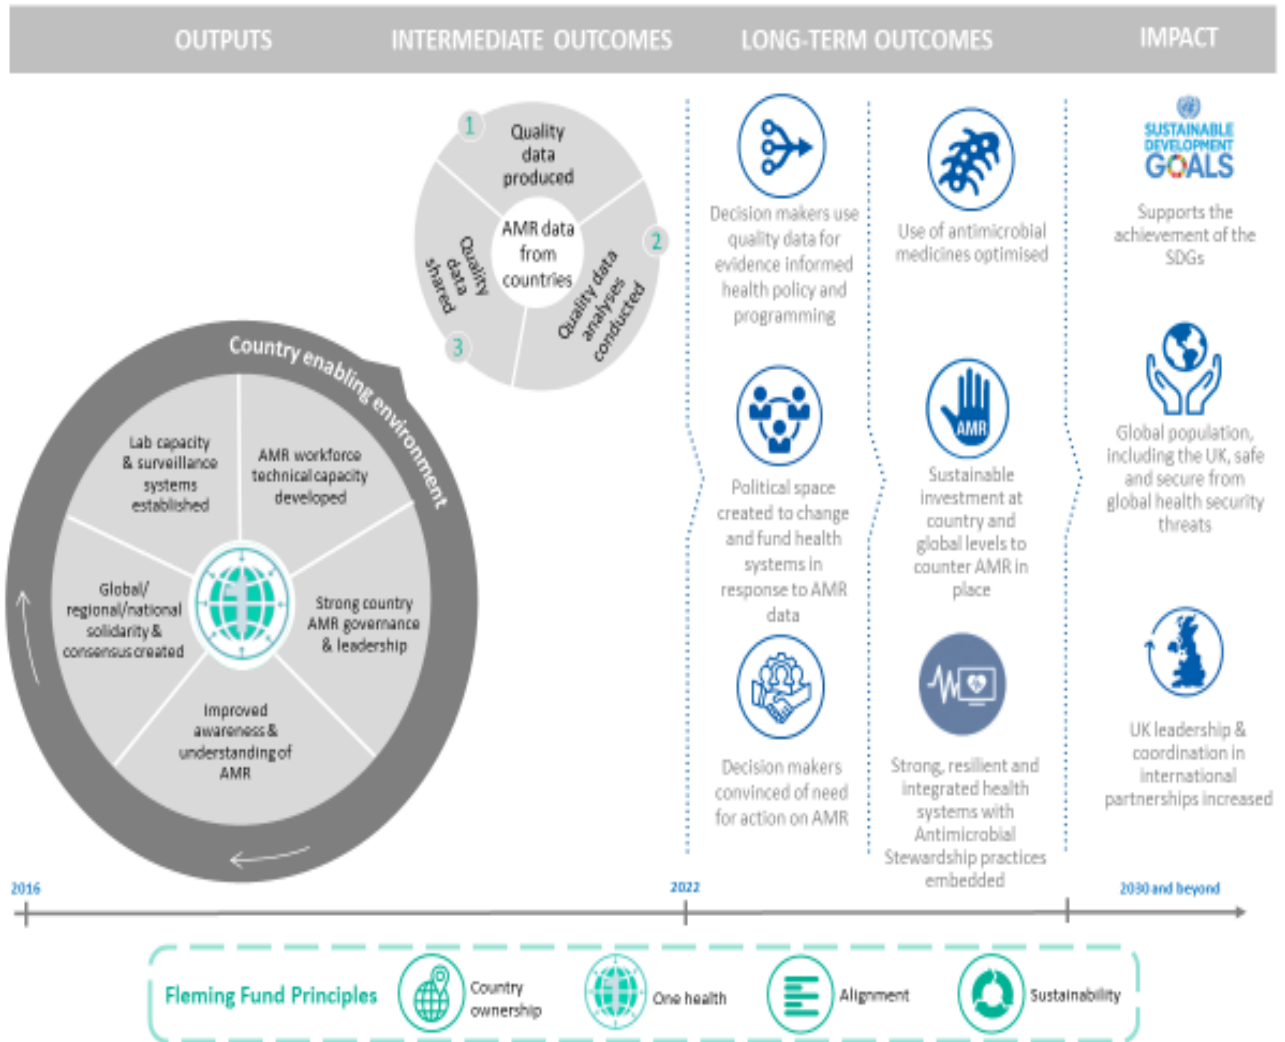 OUTPUTS
INTERMEDIATE OUTCOMES
LONG-TERM OUTCOMES
IMPACT
Country enabling environment
Lab capacity
& surveillance
systems
established
AMR workforce
technical capacity
developed
Global/
regional/national
solidarity &
consensus created
Strong country
AMR governance
& leadership
Improved
awareness &
understanding of
AMR
1
Quality
data
produced
2
Quality data
analyses
conducted
3
Quality
data
shared
AMR data
from
countries
Decision makers use
quality data for
evidence informed
health policy and
programming
Political space
created to change
and fund health
systems in
response to AMR
data
Decision makers
convinced of need
for action on AMR
Use of antimicrobial
medicines optimised
AMR
Sustainable
investment at
country and
global levels to
counter AMR in
place
Strong, resilient and
integrated health
systems with
Antimicrobial
Stewardship practices
embedded
SUSTAINABLE
DEVELOPMENT
GOALS
Supports the
achievement of the
SDGs
Global population,
including the UK, safe
and secure from
global health security
threats
UK leadership &
coordination in
international
partnerships increased
2016
2022
2030 and beyond
Fleming Fund Principles
Country
ownership
One health
Alignment
Sustainability